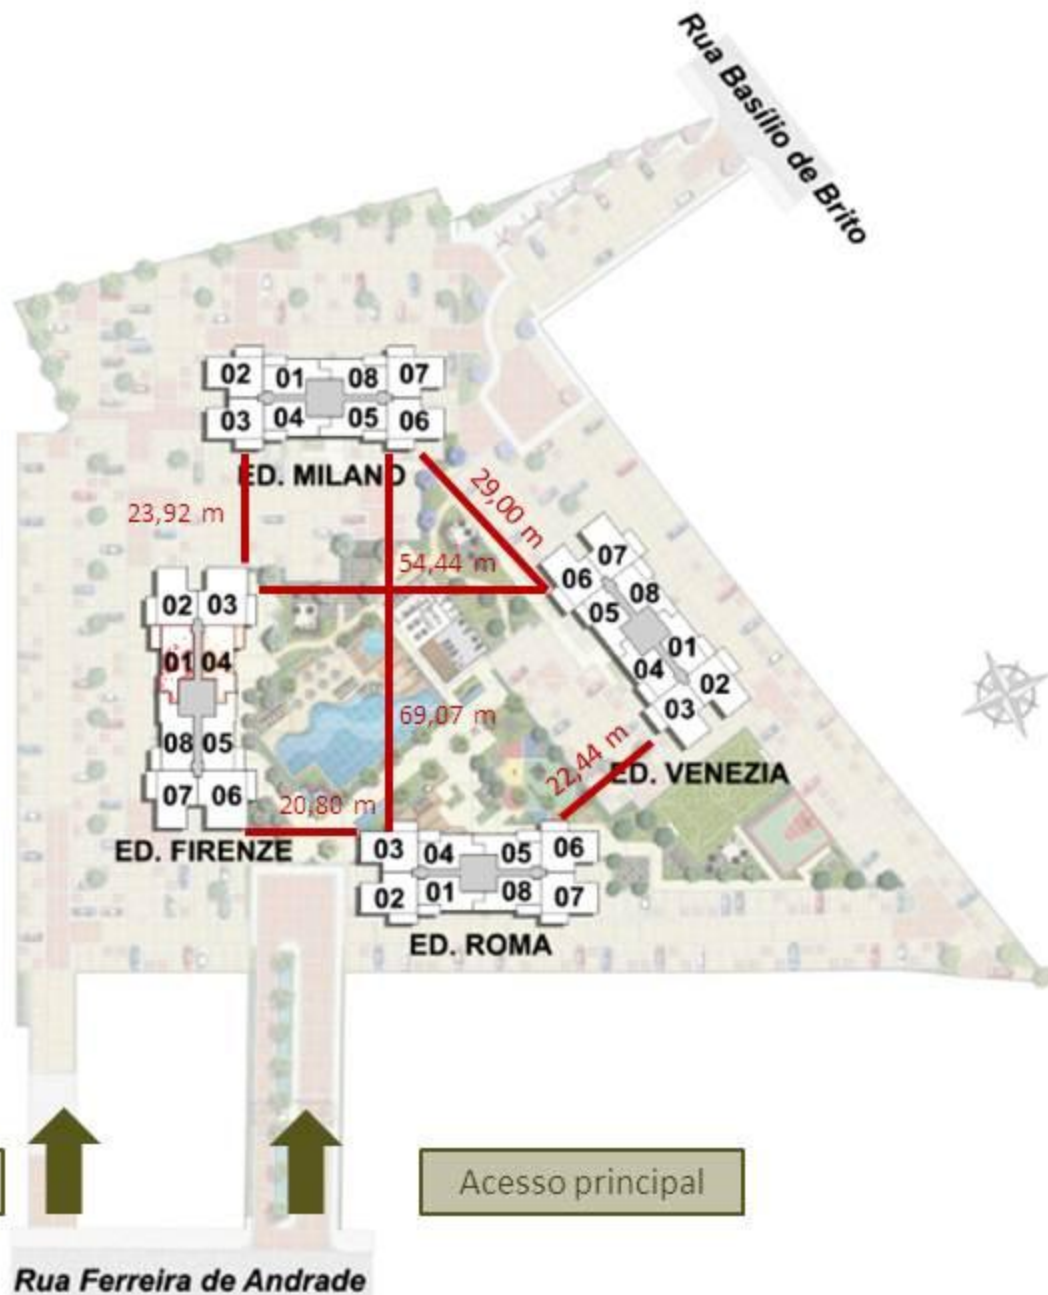 Rua Basílio de Brito
02 01 08 07
03 04 05 06
ED. MILANO
23,92 m
29,00 m
54,44 m
07
06
08
05
01
04
02
03
02 03
01 04
08 05
07 06
69,07 m
22,44 m
ED. VENEZIA
20,80 m
ED. FIRENZE
03 04 05 06
02 01 08 07
ED. ROMA
Acesso principal
Rua Ferreira de Andrade